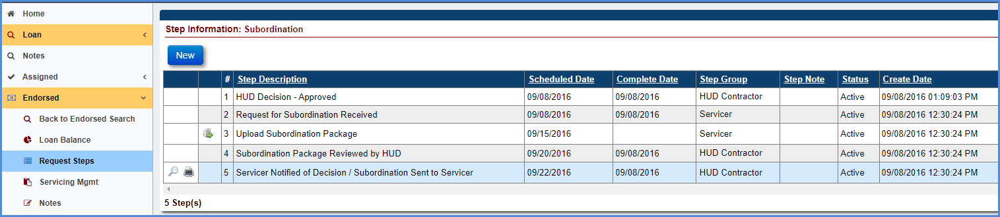 Home
Loan
Notes
Assigned
Endorsed
Back to Endorsed Search
Loan Balance
Request Steps
Servicing Mgmt
Notes
Step Information: Subordination
New
# Step Description Scheduled Date Complete Date Step Group Step Note Status Create Date
1 HUD Decision - Approved 09/08/2016 09/08/2016 HUD Contractor Active 09/08/2016 01:09:03 PM
2 Request for Subordination Received 09/08/2016 09/08/2016 Servicer Active 09/08/2016 12:30:24 PM
3 Upload Subordination Package 09/15/2016 Servicer Active 09/08/2016 12:30:24 PM
4 Subordination Package Reviewed by HUD 09/20/2016 09/08/2016 HUD Contractor Active 09/08/2016 12:30:24 PM
5 Servicer Notified of Decision / Subordination Sent to Servicer 09/22/2016 09/08/2016 HUD Contractor Active 09/08/2016 12:30:24 PM
5 Step(s)